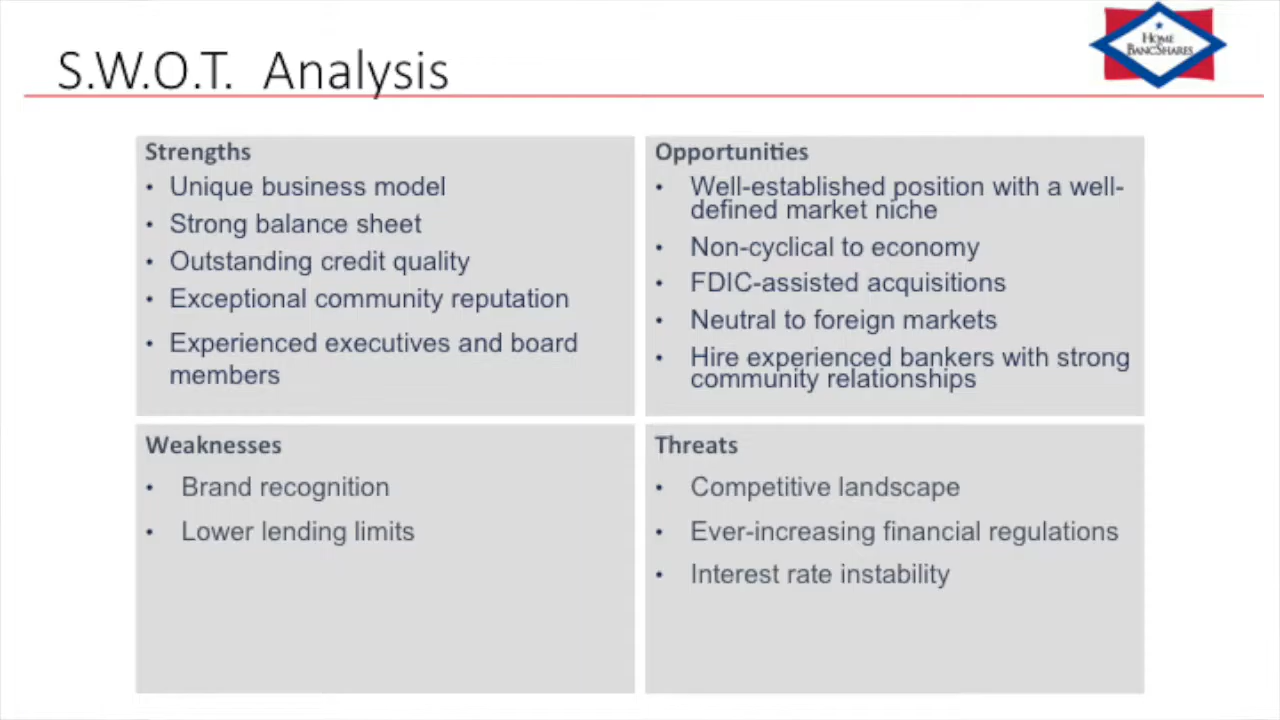 S.W.O.T. Analysis
HOME
BANCSHARES
Strengths
• Unique business model
• Strong balance sheet
• Outstanding credit quality
• Exceptional community reputation
• Experienced executives and board
members
Opportunities
• Well-established position with a well-
defined market niche
• Non-cyclical to economy
• FDIC-assisted acquisitions
• Neutral to foreign markets
• Hire experienced bankers with strong
community relationships
Weaknesses
• Brand recognition
• Lower lending limits
Threats
• Competitive landscape
• Ever-increasing financial regulations
• Interest rate instability